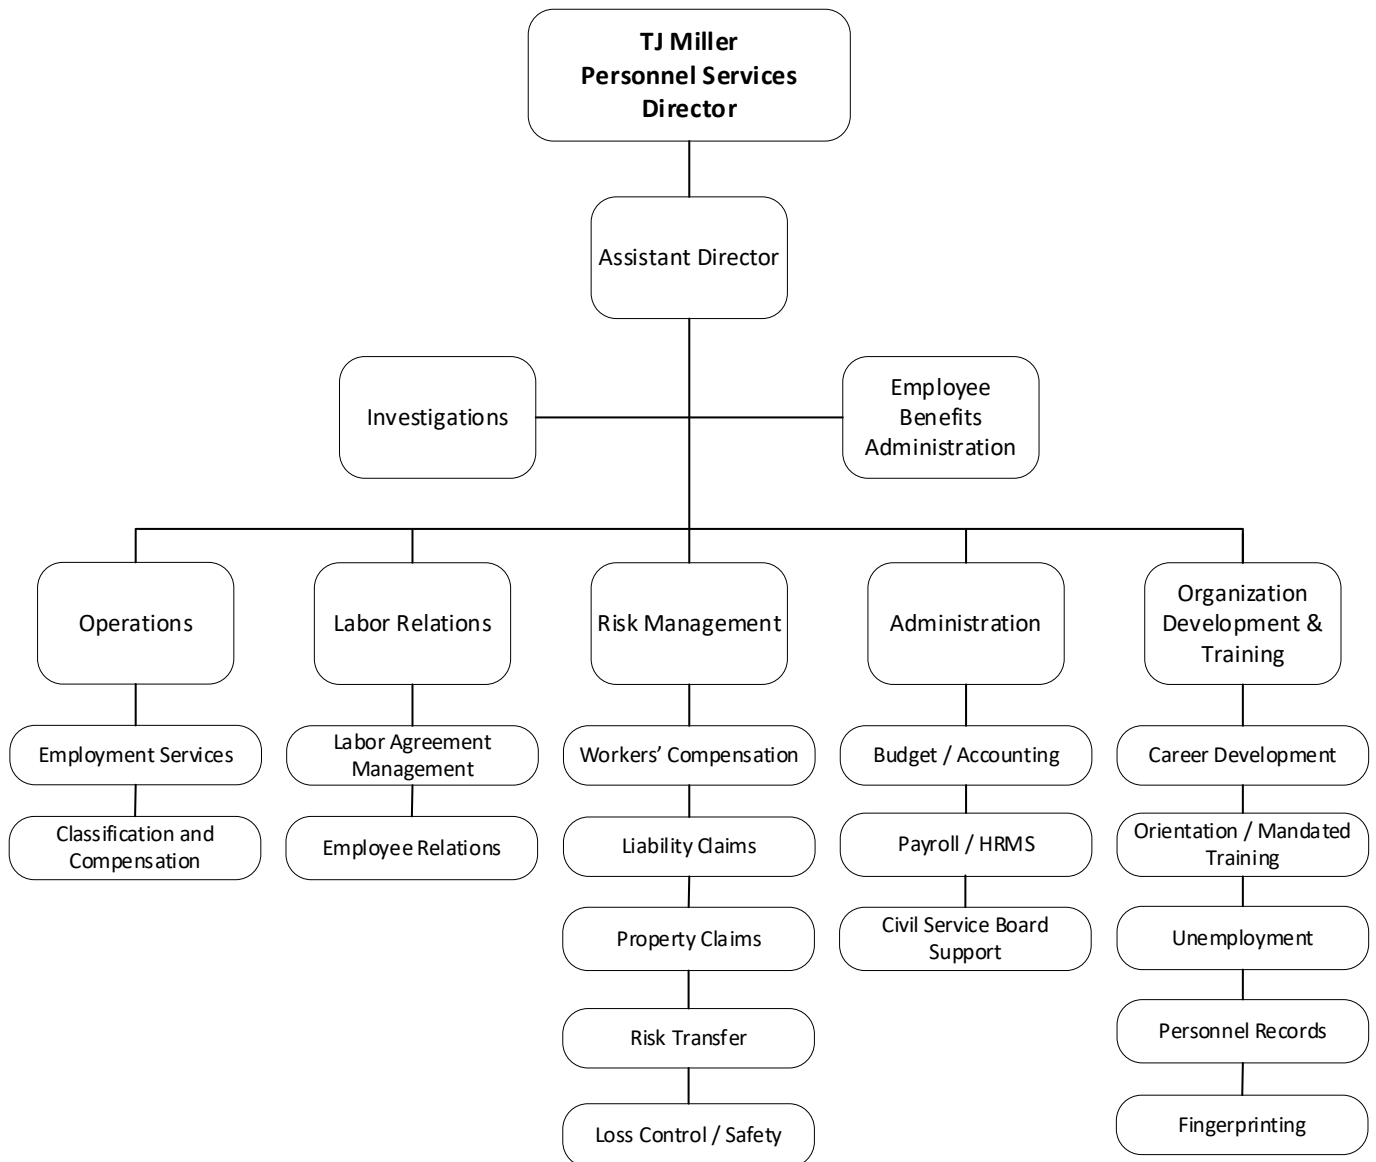 TJ Miller
Personnel Services
Director
Assistant Director
Investigations
Employee
Benefits
Administration
Operations
Labor Relations
Risk Management
Administration
Organization
Development &
Training
Employment Services
Labor Agreement
Management
Workers’ Compensation
Budget / Accounting
Career Development
Classification and
Compensation
Employee Relations
Liability Claims
Payroll / HRMS
Orientation / Mandated
Training
Property Claims
Civil Service Board
Support
Unemployment
Risk Transfer
Personnel Records
Loss Control / Safety
Fingerprinting